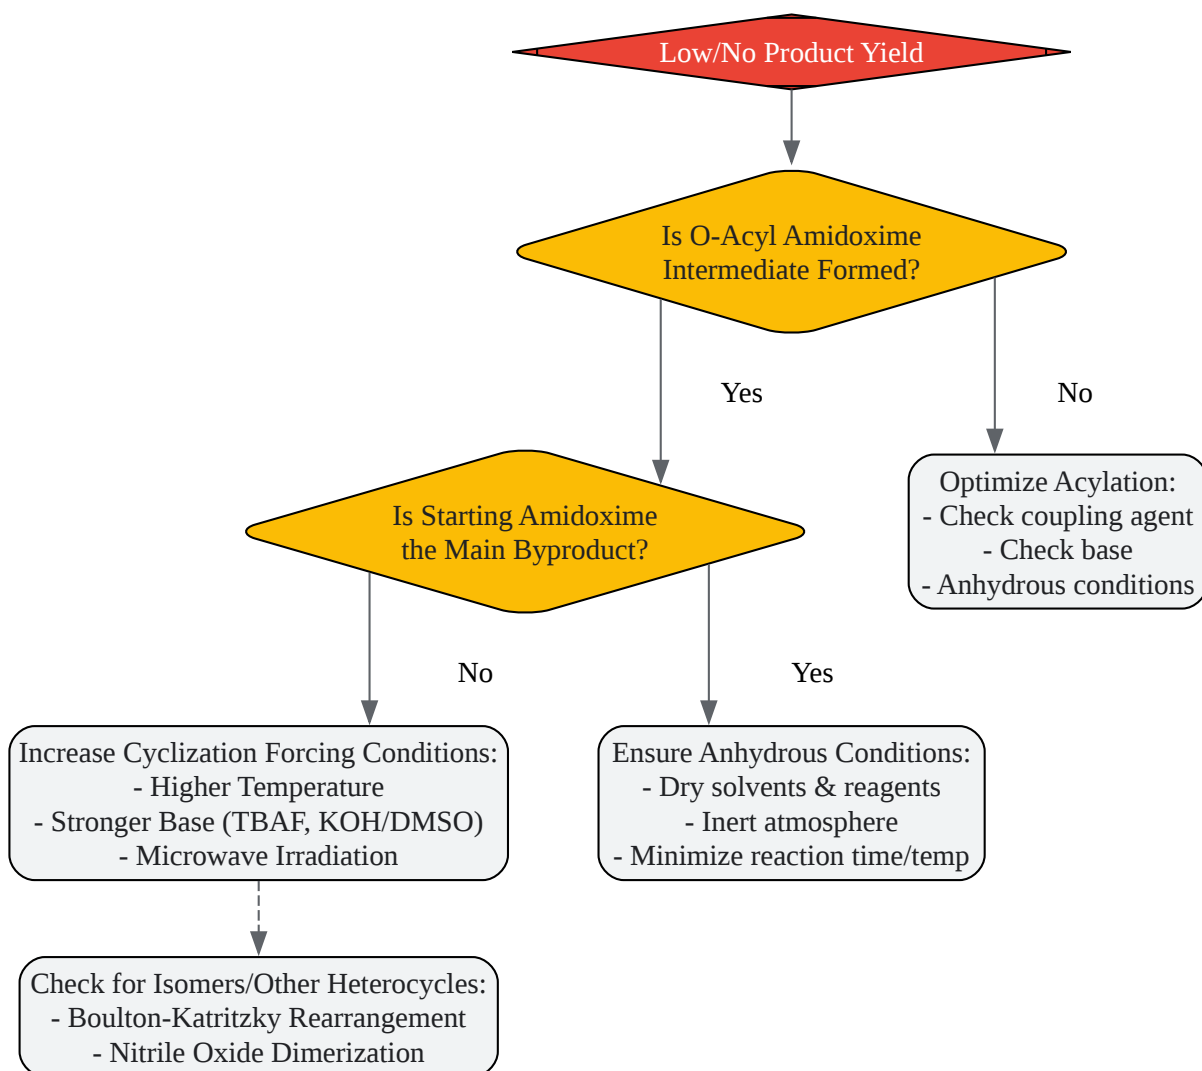 Low/No Product Yield
Is O-Acyl Amidoxime
Intermediate Formed?
Yes
No
Is Starting Amidoxime
the Main Byproduct?
Optimize Acylation:
- Check coupling agent
- Check base
- Anhydrous conditions
No
Yes
Increase Cyclization Forcing Conditions:
- Higher Temperature
- Stronger Base (TBAF, KOH/DMSO)
- Microwave Irradiation
Ensure Anhydrous Conditions:
- Dry solvents & reagents
- Inert atmosphere
- Minimize reaction time/temp
Check for Isomers/Other Heterocycles:
- Boulton-Katritzky Rearrangement
- Nitrile Oxide Dimerization